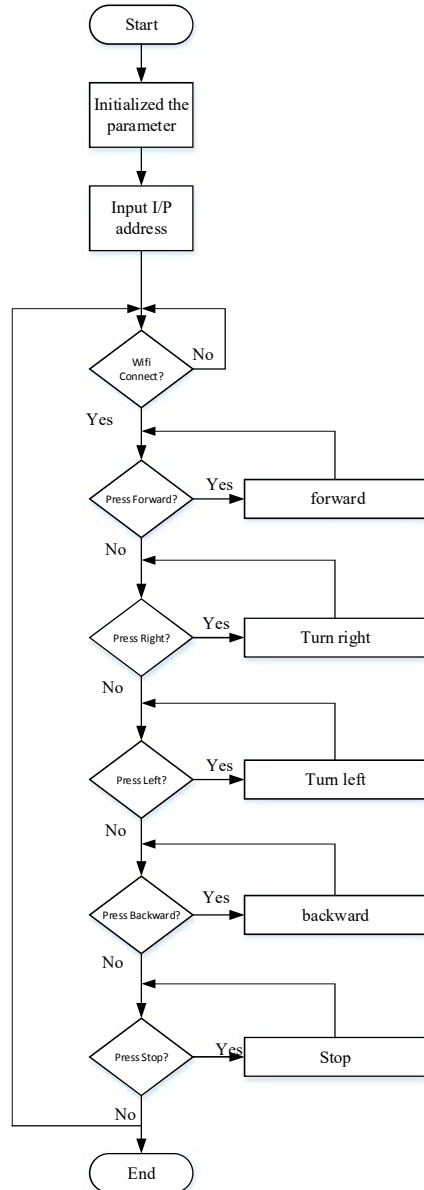 Start
Initialized the
parameter
Input I/P
address
No
Wifi
Connect?
Yes
Press Forward?
Yes
forward
No
Press Right?
Yes
Turn right
No
Press Left?
Yes
Turn left
No
Press Backward?
Yes
backward
No
Press Stop?
Yes
Stop
No
End